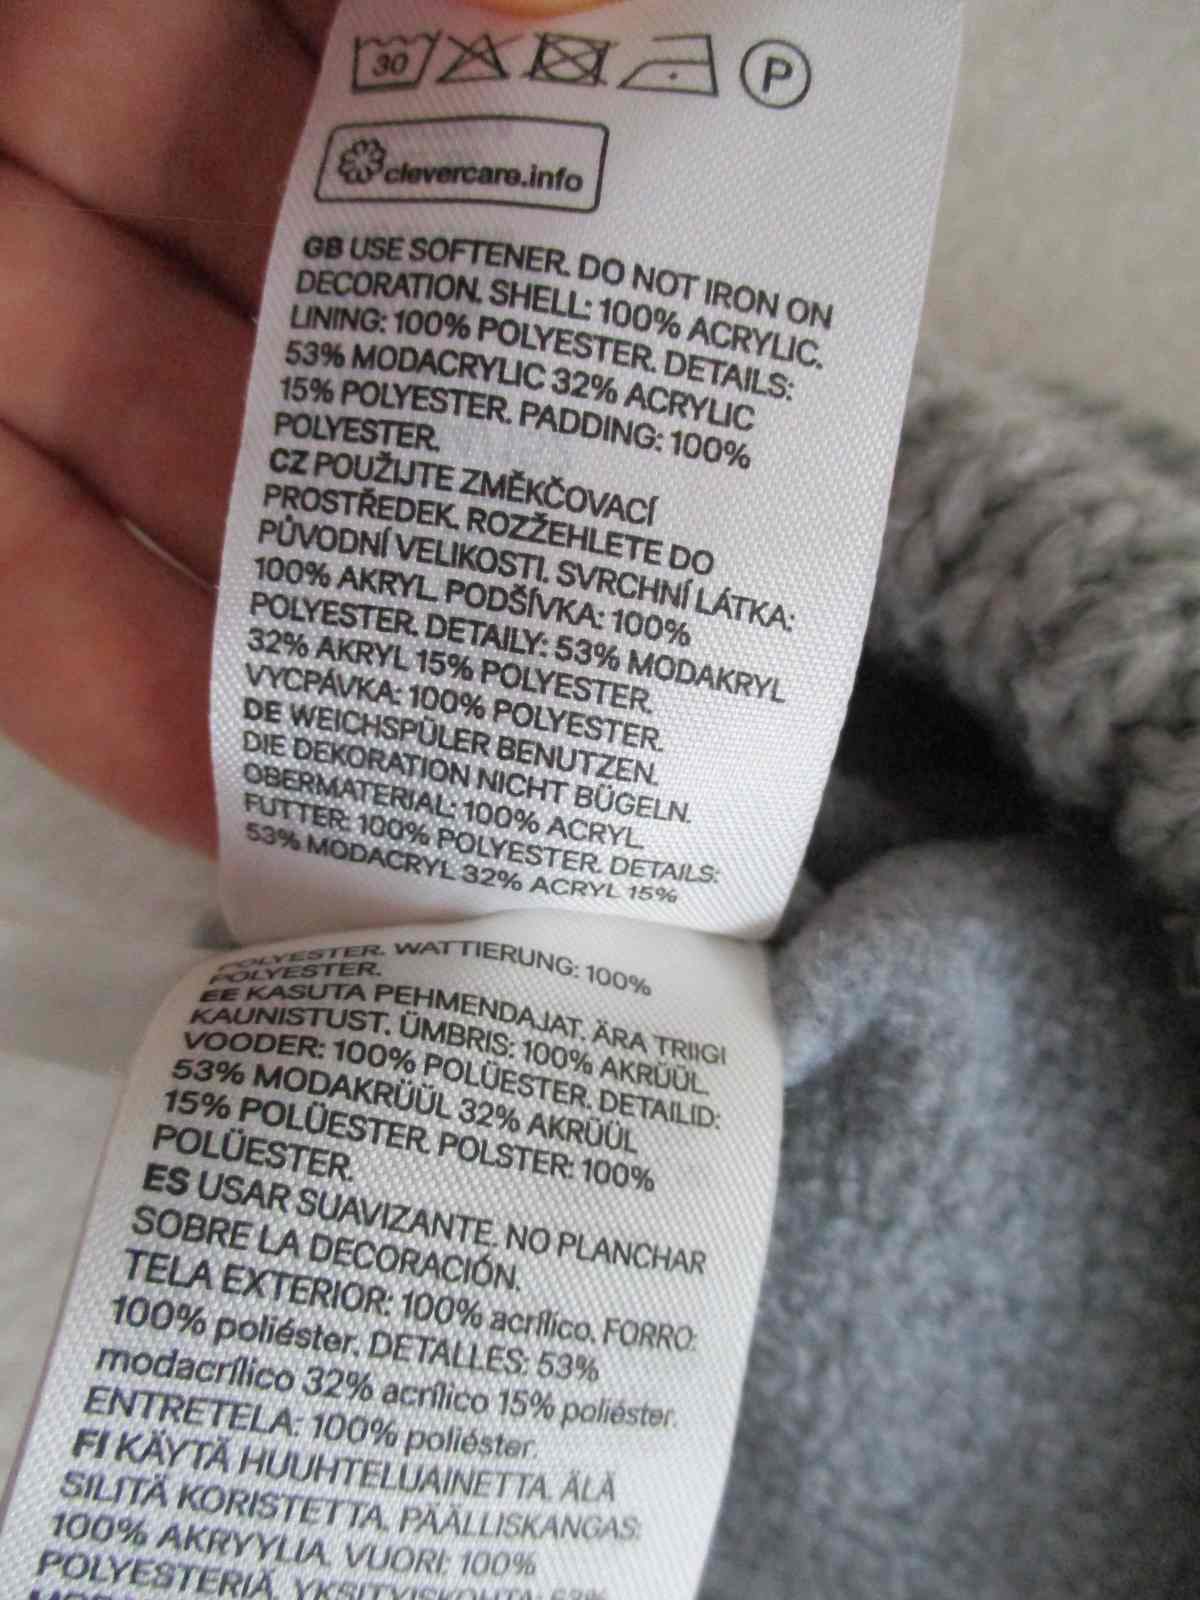 30
P
clevercare.info
GB USE SOFTENER. DO NOT IRON ON
DECORATION. SHELL: 100% ACRYLIC.
LINING: 100% POLYESTER. DETAILS:
53% MODACRYLIC 32% ACRYLIC
15% POLYESTER. PADDING: 100%
POLYESTER.
CZ POUŽIJTE ZMĚKČOVACÍ
PROSTŘEDEK. ROZŽEHLETE DO
PŮVODNÍ VELIKOSTI. SVRCHNÍ LÁTKA:
100% AKRYL. PODŠÍVKA: 100%
POLYESTER. DETAILY: 53% MODAKRYL
32% AKRYL 15% POLYESTER.
VYCPÁVKA: 100% POLYESTER.
DE WEICHSPÜLER BENUTZEN.
DIE DEKORATION NICHT BÜGELN.
OBERMATERIAL: 100% ACRYL
FUTTER: 100% POLYESTER. DETAILS:
53% MODACRYL 32% ACRYL 15%
POLYESTER. WATTIERUNG: 100%
POLYESTER.
EE KASUTA PEHMENDAJAT. ÄRA TRIIGI
KAUNISTUST. ÜMBRIS: 100% AKRÜÜL.
VOODER: 100% POLÜESTER. DETAILID:
53% MODAKRÜÜL 32% AKRÜÜL
15% POLÜESTER. POLSTER: 100%
POLÜESTER.
ES USAR SUAVIZANTE. NO PLANCHAR
SOBRE LA DECORACIÓN.
TELA EXTERIOR: 100% acrílico. FORRO:
100% poliéster. DETALLES: 53%
modacrílico 32% acrílico 15% poliéster.
ENTRETELA: 100% poliéster.
FI KÄYTÄ HUUHTELUAINETTA. ÄLÄ
SILITÄ KORISTETTA. PÄÄLLISKANGAS:
100% AKRYYLIA. VUORI: 100%
POLYESTERIÄ. YKSITYISKOHTA: 53%